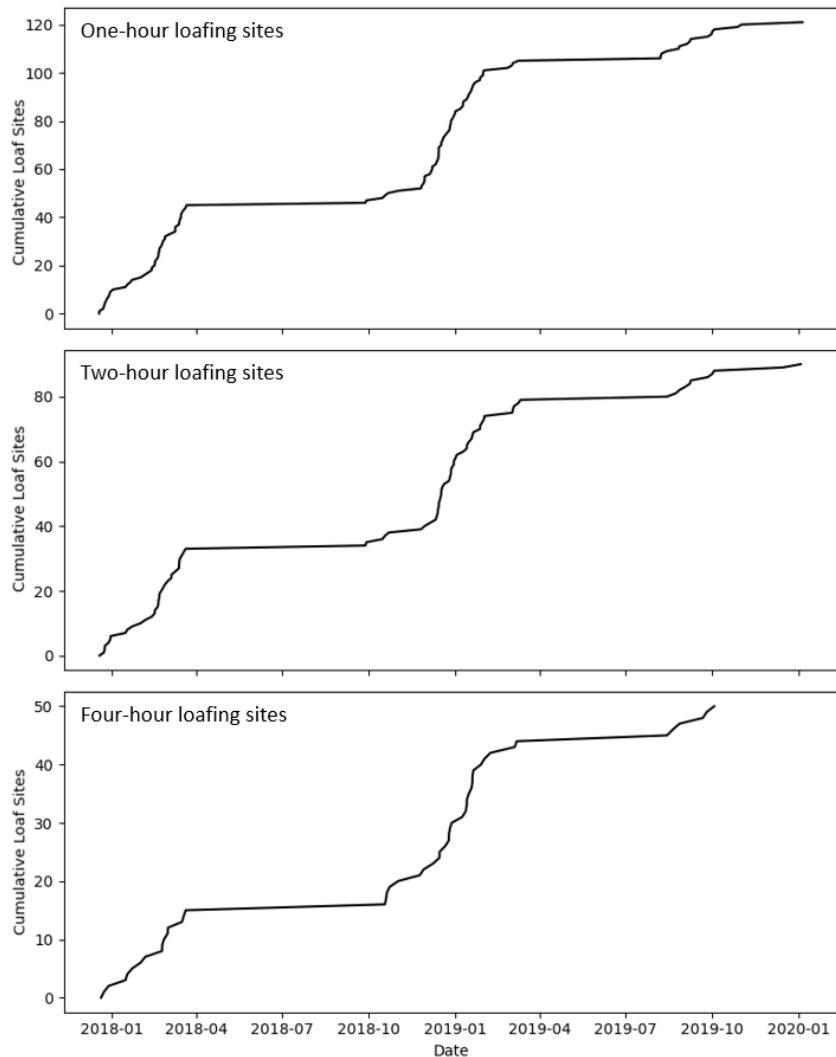 One-hour loafing sites
Cumulative Loaf Sites
120
100
80
60
40
20
0
Two-hour loafing sites
Cumulative Loaf Sites
80
60
40
20
0
Four-hour loafing sites
Cumulative Loaf Sites
50
40
30
20
10
0
2018-01 2018-04 2018-07 2018-10 2019-01 2019-04 2019-07 2019-10 2020-01
Date